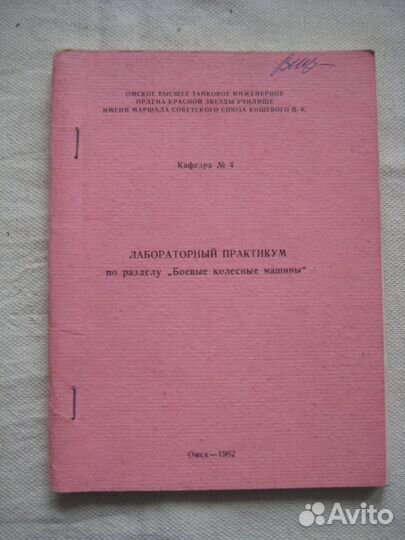 ОМСКОЕ ВЫСШЕЕ ТАНКОВОЕ ИНЖЕНЕРНОЕ
ОРДЕНА КРАСНОЙ ЗВЕЗДЫ УЧИЛИЩЕ
ИМЕНИ МАРШАЛА СОВЕТСКОГО СОЮЗА КОШЕВОГО П. К.
Кафедра № 4
ЛАБОРАТОРНЫЙ ПРАКТИКУМ
по разделу „Боевые колесные машины“
Омск—1982
Avito